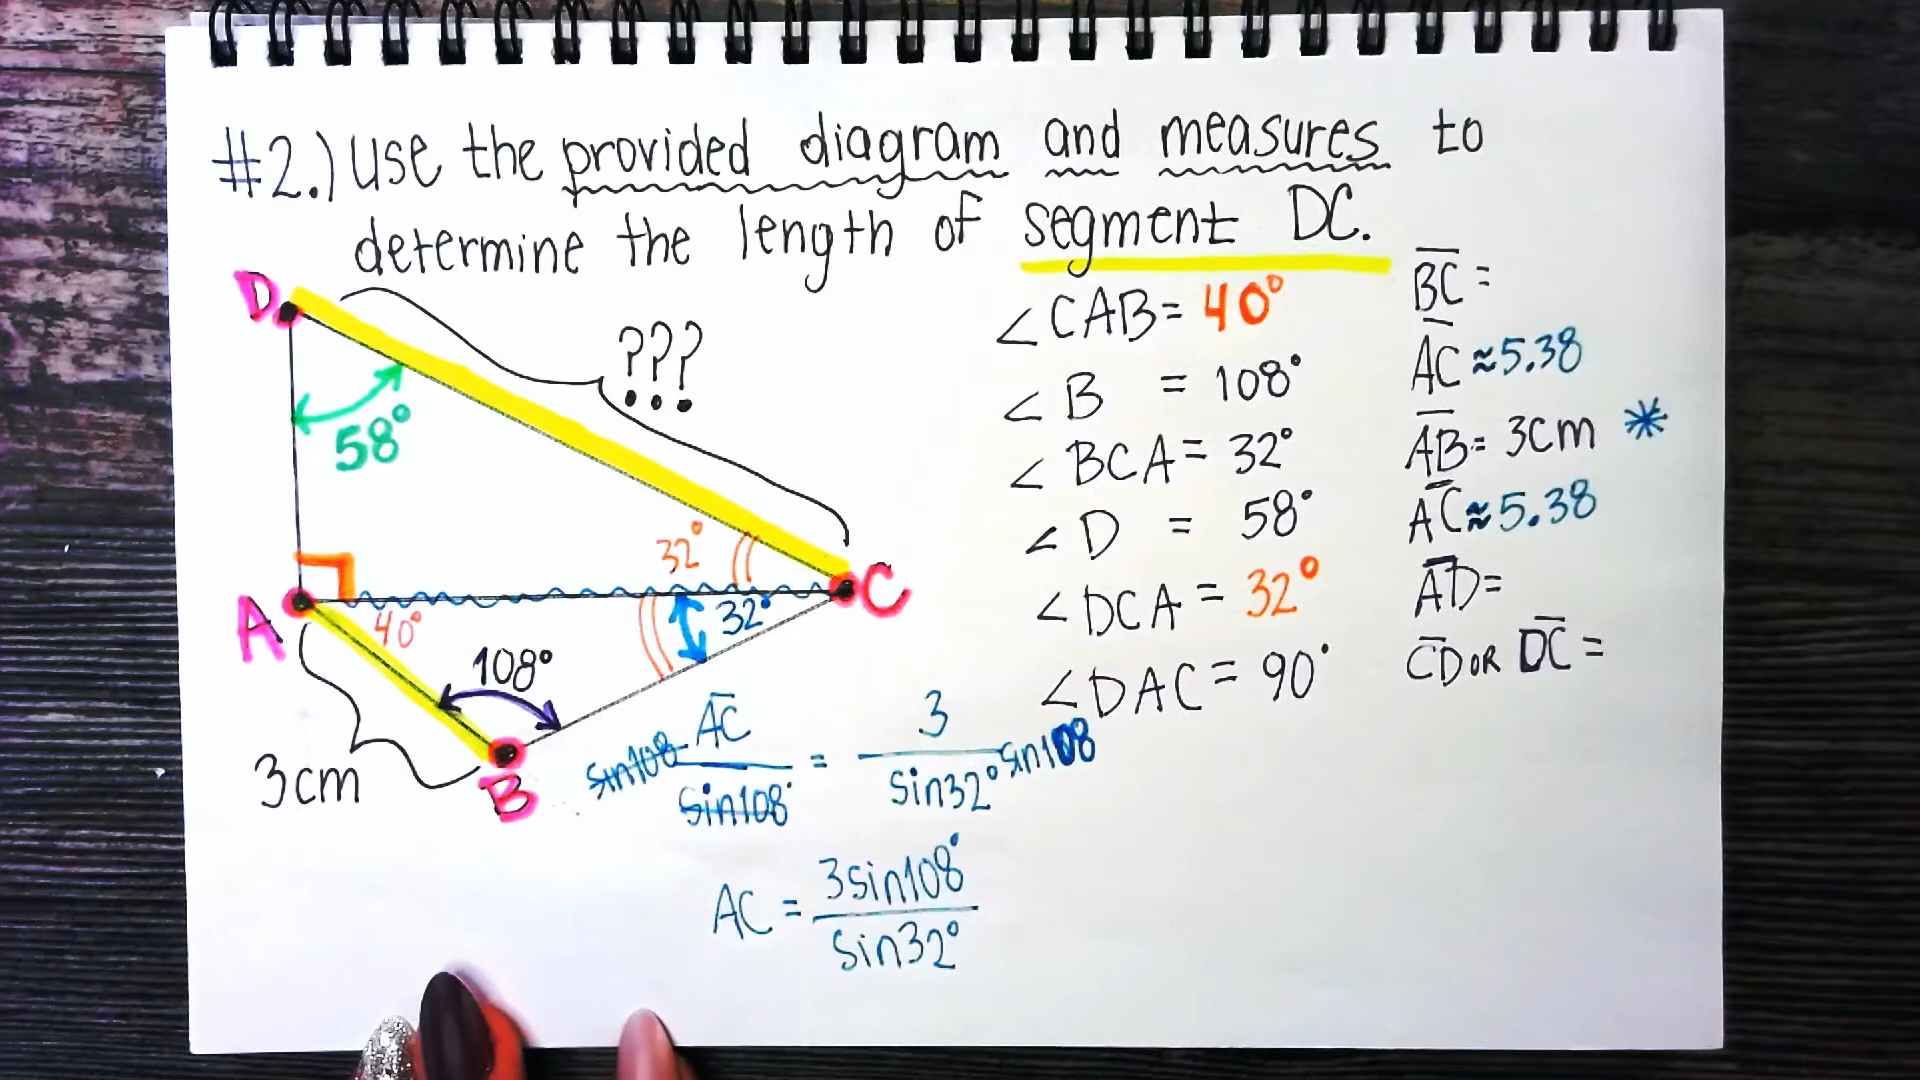 #2.) Use the provided diagram and measures to
determine the length of segment DC.
D
???
58°
32°
A
C
40°
32°
108°
3cm
B
∠CAB = 40°
∠B = 108°
∠BCA = 32°
∠D = 58°
∠DCA = 32°
∠DAC = 90°
BC =
AC ≈ 5.38
AB = 3cm *
AC ≈ 5.38
AD =
CD OR DC =
sin108 AC/sin108° = 3/sin32° sin108
AC = 3sin108°/sin32°